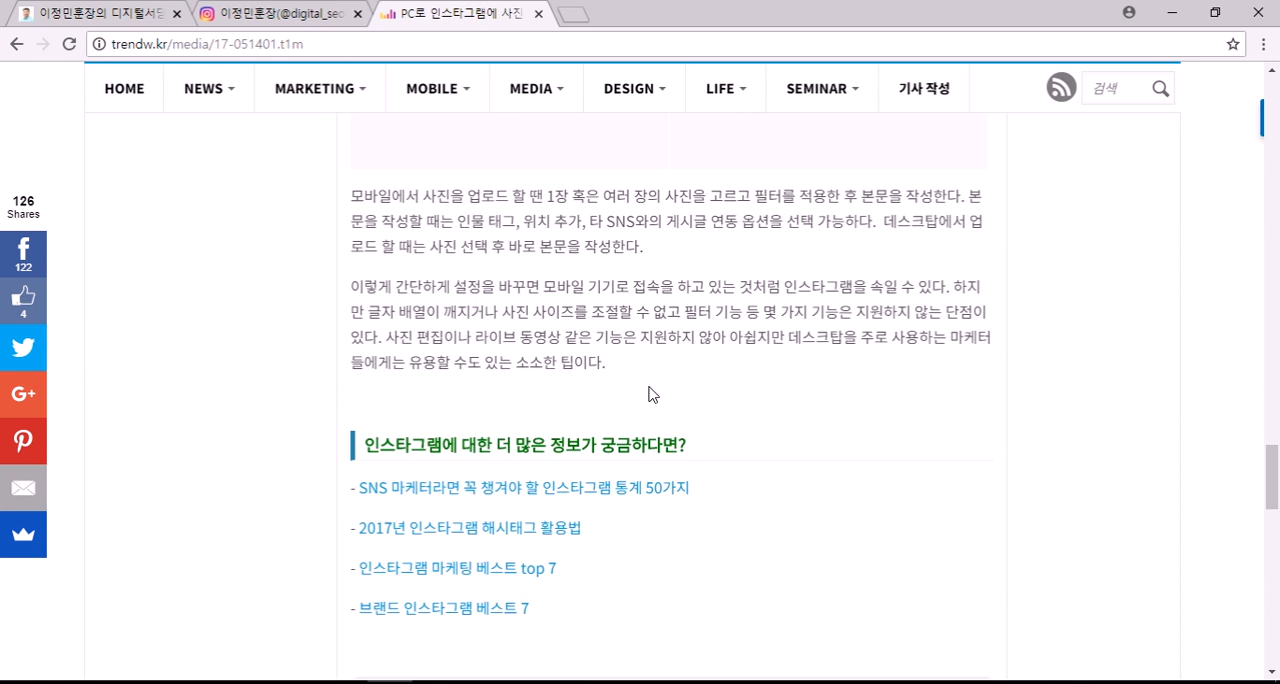 이정민훈장의 디지털서당
이정민훈장(@digital_seo
PC로 인스타그램에 사진
trendw.kr/media/17-051401.t1m
HOME
NEWS
MARKETING
MOBILE
MEDIA
DESIGN
LIFE
SEMINAR
기사 작성
검색
126
Shares
122
4
G+
모바일에서 사진을 업로드 할 땐 1장 혹은 여러 장의 사진을 고르고 필터를 적용한 후 본문을 작성한다. 본
문을 작성할 때는 인물 태그, 위치 추가, 타 SNS와의 게시글 연동 옵션을 선택 가능하다. 데스크탑에서 업
로드 할 때는 사진 선택 후 바로 본문을 작성한다.
이렇게 간단하게 설정을 바꾸면 모바일 기기로 접속을 하고 있는 것처럼 인스타그램을 속일 수 있다. 하지
만 글자 배열이 깨지거나 사진 사이즈를 조절할 수 없고 필터 기능 등 몇 가지 기능은 지원하지 않는 단점이
있다. 사진 편집이나 라이브 동영상 같은 기능은 지원하지 않아 아쉽지만 데스크탑을 주로 사용하는 마케터
들에게는 유용할 수도 있는 소소한 팁이다.
인스타그램에 대한 더 많은 정보가 궁금하다면?
- SNS 마케터라면 꼭 챙겨야 할 인스타그램 통계 50가지
- 2017년 인스타그램 해시태그 활용법
- 인스타그램 마케팅 베스트 top 7
- 브랜드 인스타그램 베스트 7